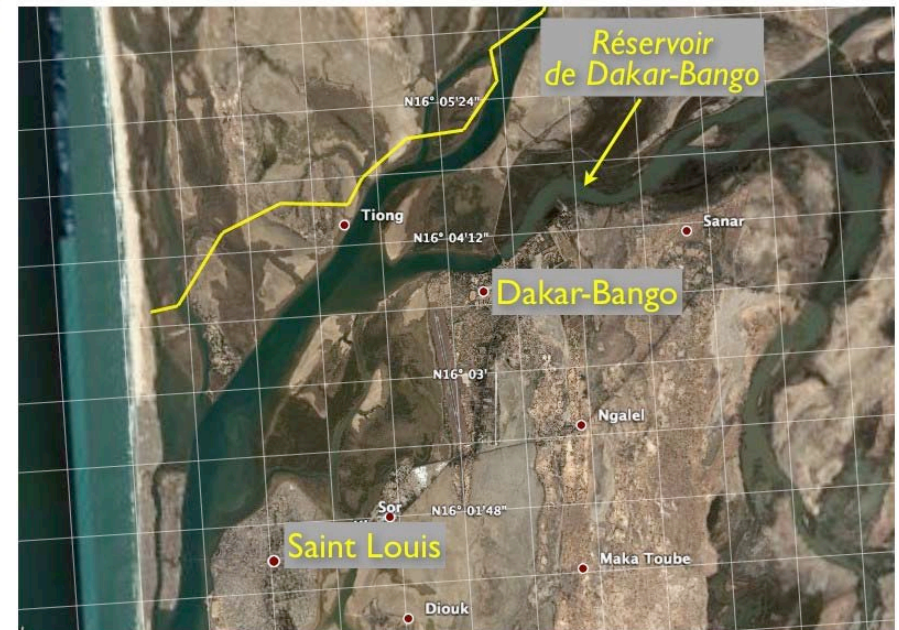 Réservoir
de Dakar-Bango
N16° 05'24"
Tiong
Sanar
N16° 04'12"
Dakar-Bango
N16° 03'
Ngalel
Sor
N16° 01'48"
Saint Louis
Maka Toube
Diouk